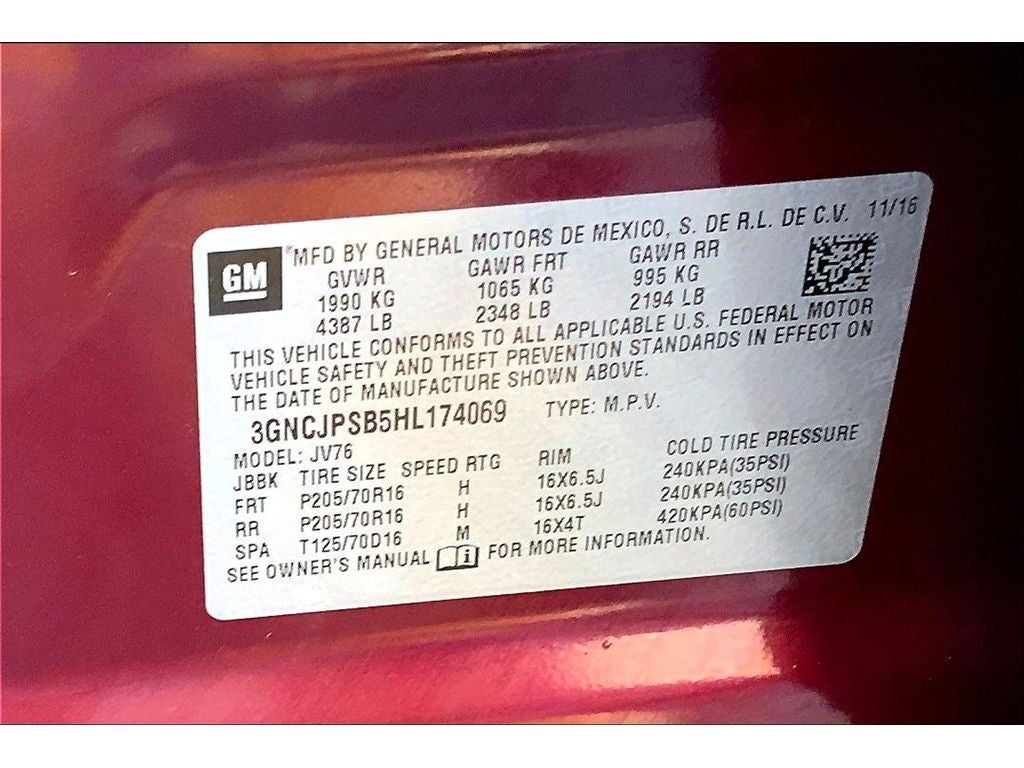 GM
*MFD BY GENERAL MOTORS DE MEXICO, S. DE R.L. DE C.V. 11/16
GVWR GAWR FRT GAWR RR
1990 KG 1065 KG 995 KG
4387 LB 2348 LB 2194 LB
THIS VEHICLE CONFORMS TO ALL APPLICABLE U.S. FEDERAL MOTOR
VEHICLE SAFETY AND THEFT PREVENTION STANDARDS IN EFFECT ON
THE DATE OF MANUFACTURE SHOWN ABOVE.
3GNCJPSB5HL174069 TYPE: M.P.V.
MODEL: JV76
JBBK TIRE SIZE SPEED RTG RIM COLD TIRE PRESSURE
FRT P205/70R16 H 16X6.5J 240KPA(35PSI)
RR P205/70R16 H 16X6.5J 240KPA(35PSI)
SPA T125/70D16 M 16X4T 420KPA(60PSI)
SEE OWNER'S MANUAL i FOR MORE INFORMATION.